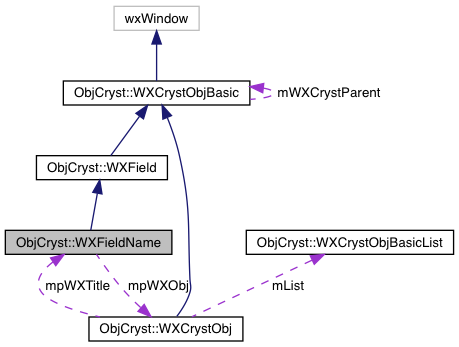 wxWindow
ObjCryst::WXCrystObjBasic
mWXCrystParent
ObjCryst::WXField
ObjCryst::WXFieldName
ObjCryst::WXCrystObjBasicList
mpWXTitle
mpWXObj
mList
ObjCryst::WXCrystObj